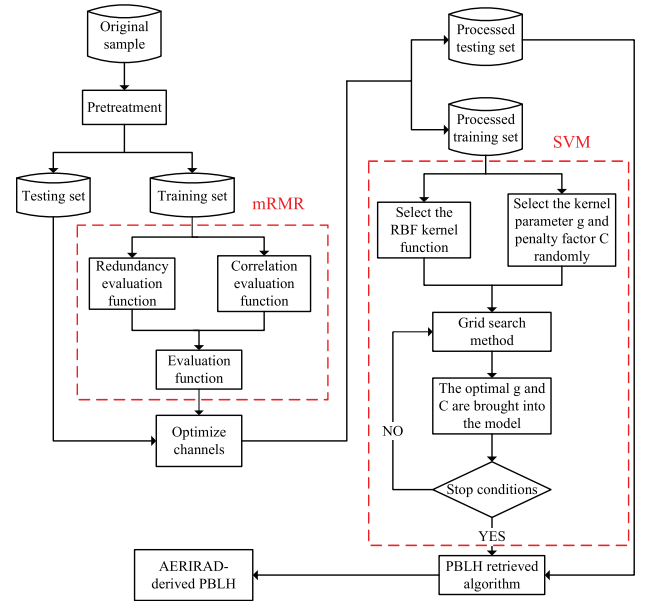 Original
sample
Pretreatment
Testing set
Training set
mRMR
Redundancy
evaluation
function
Correlation
evaluation
function
Evaluation
function
Optimize
channels
Processed
testing set
Processed
training set
SVM
Select the
RBF kernel
function
Select the kernel
parameter g and
penalty factor C
randomly
Grid search
method
The optimal g and
C are brought into
the model
NO
Stop conditions
YES
PBLH retrieved
algorithm
AERIRAD-
derived PBLH